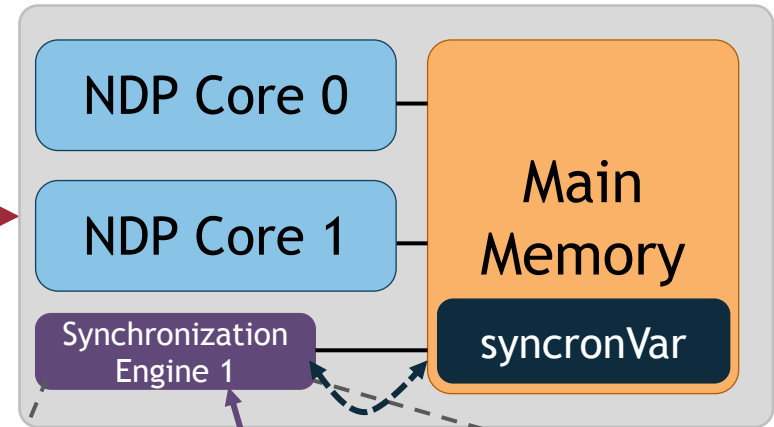 NDP Core 0
NDP Core 1
Main
Memory
Synchronization
Engine 1
syncronVar